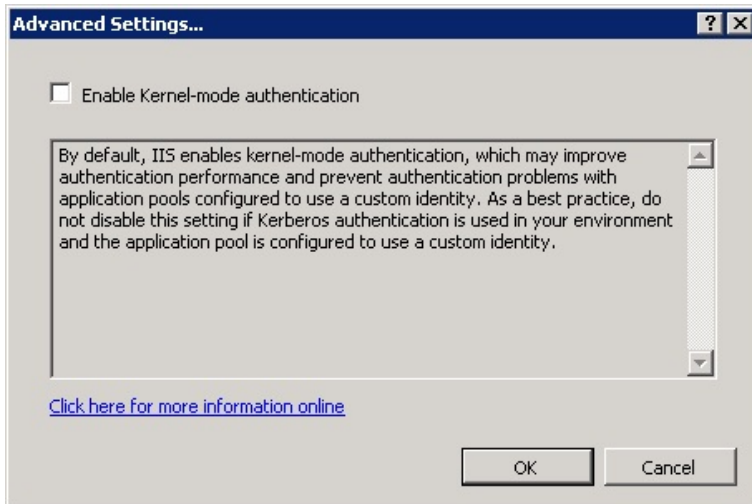 Advanced Settings...
Enable Kernel-mode authentication
By default, IIS enables kernel-mode authentication, which may improve
authentication performance and prevent authentication problems with
application pools configured to use a custom identity. As a best practice, do
not disable this setting if Kerberos authentication is used in your environment
and the application pool is configured to use a custom identity.
Click here for more information online
OK
Cancel